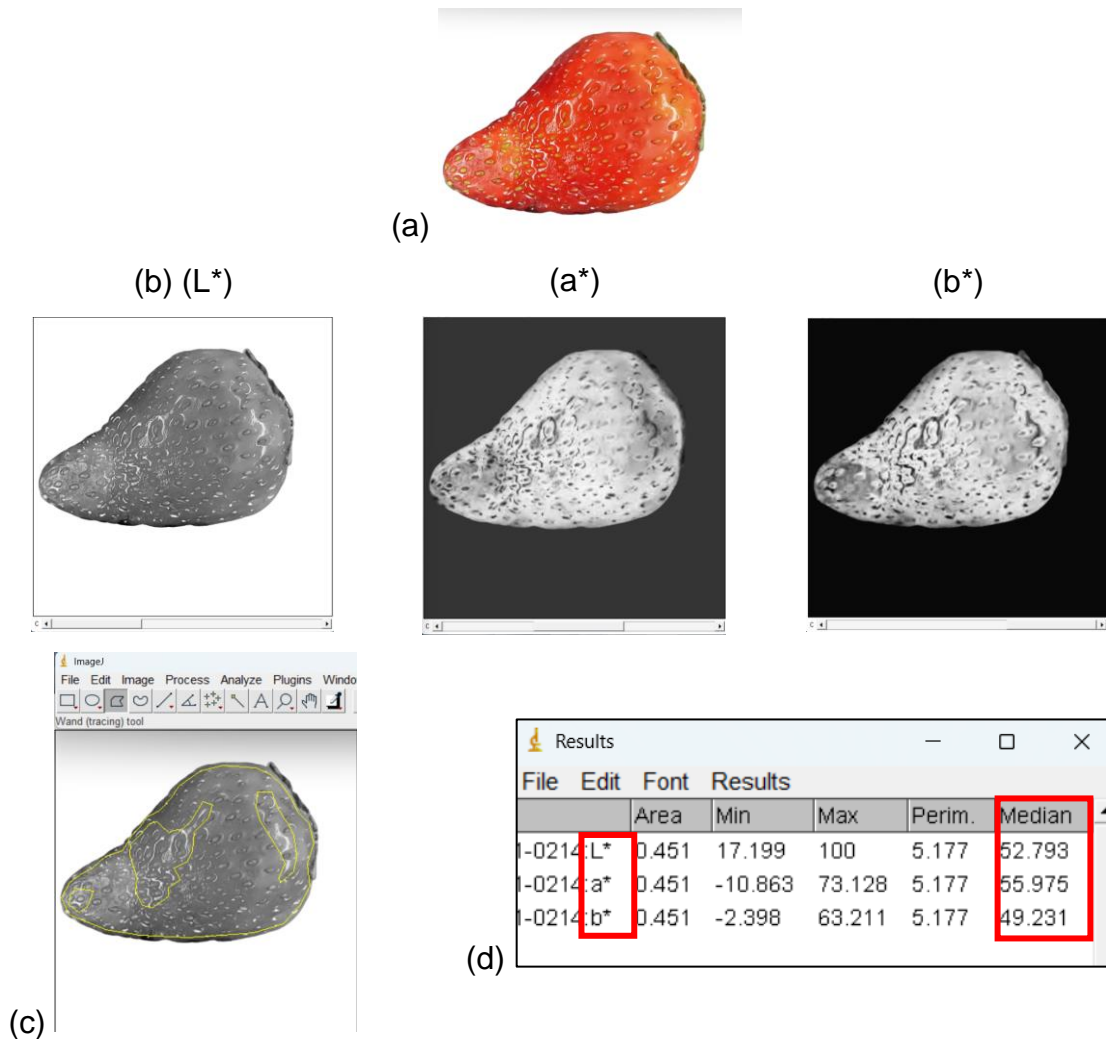 (a)
(b) (L*)
(a*)
(b*)
c
c
c
ImageJ
File Edit Image Process Analyze Plugins
Wand (tracing) tool
(c)
Results
File Edit Font Results
Area Min Max Perim. Median
1-0214:L* 0.451 17.199 100 5.177 52.793
1-0214:a* 0.451 -10.863 73.128 5.177 55.975
1-0214:b* 0.451 -2.398 63.211 5.177 49.231
(d)